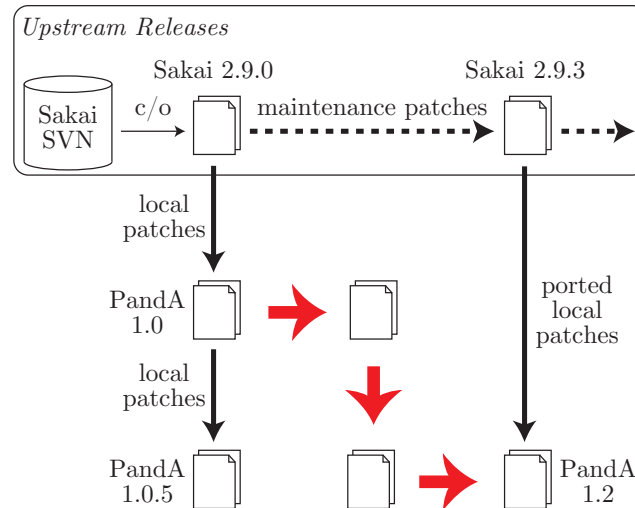 Upstream Releases
Sakai 2.9.0
Sakai 2.9.3
Sakai
SVN
c/o
maintenance patches
local
patches
PandA
1.0
ported
local
patches
local
patches
PandA
1.0.5
PandA
1.2